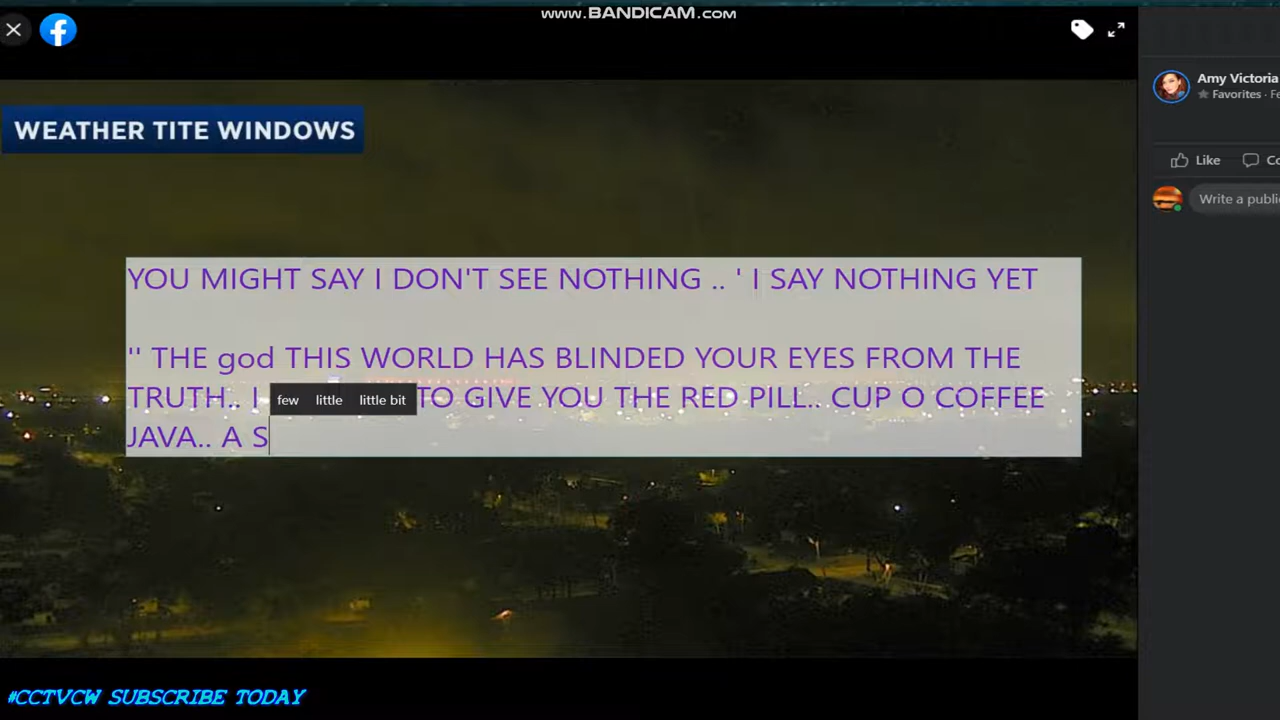 www.BANDICAM.com
WEATHER TITE WINDOWS
Amy Victoria
Favorites ·
Like
Write a public
YOU MIGHT SAY I DON'T SEE NOTHING .. ' I SAY NOTHING YET
'' THE god THIS WORLD HAS BLINDED YOUR EYES FROM THE
TRUTH.. I
few little little bit
TO GIVE YOU THE RED PILL.. CUP O COFFEE
JAVA.. A S
#CCTVCW SUBSCRIBE TODAY